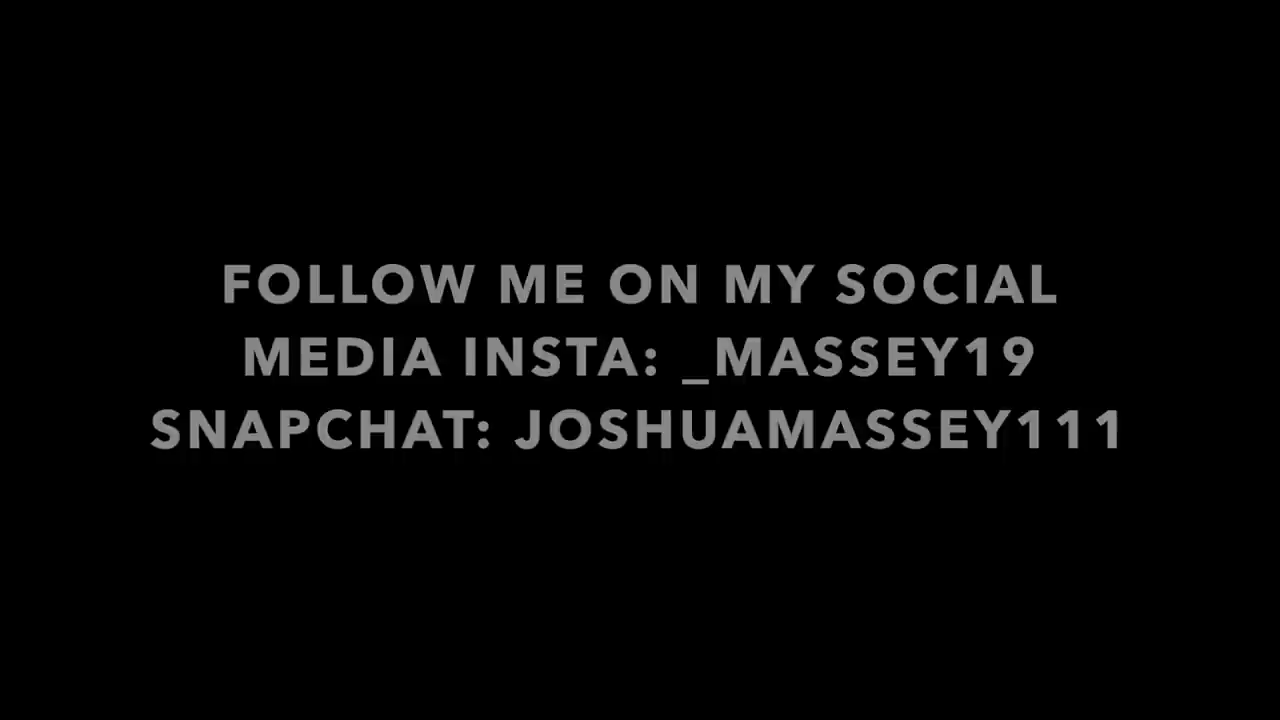 FOLLOW ME ON MY SOCIAL
MEDIA INSTA: _MASSEY19
SNAPCHAT: JOSHUAMASSEY111